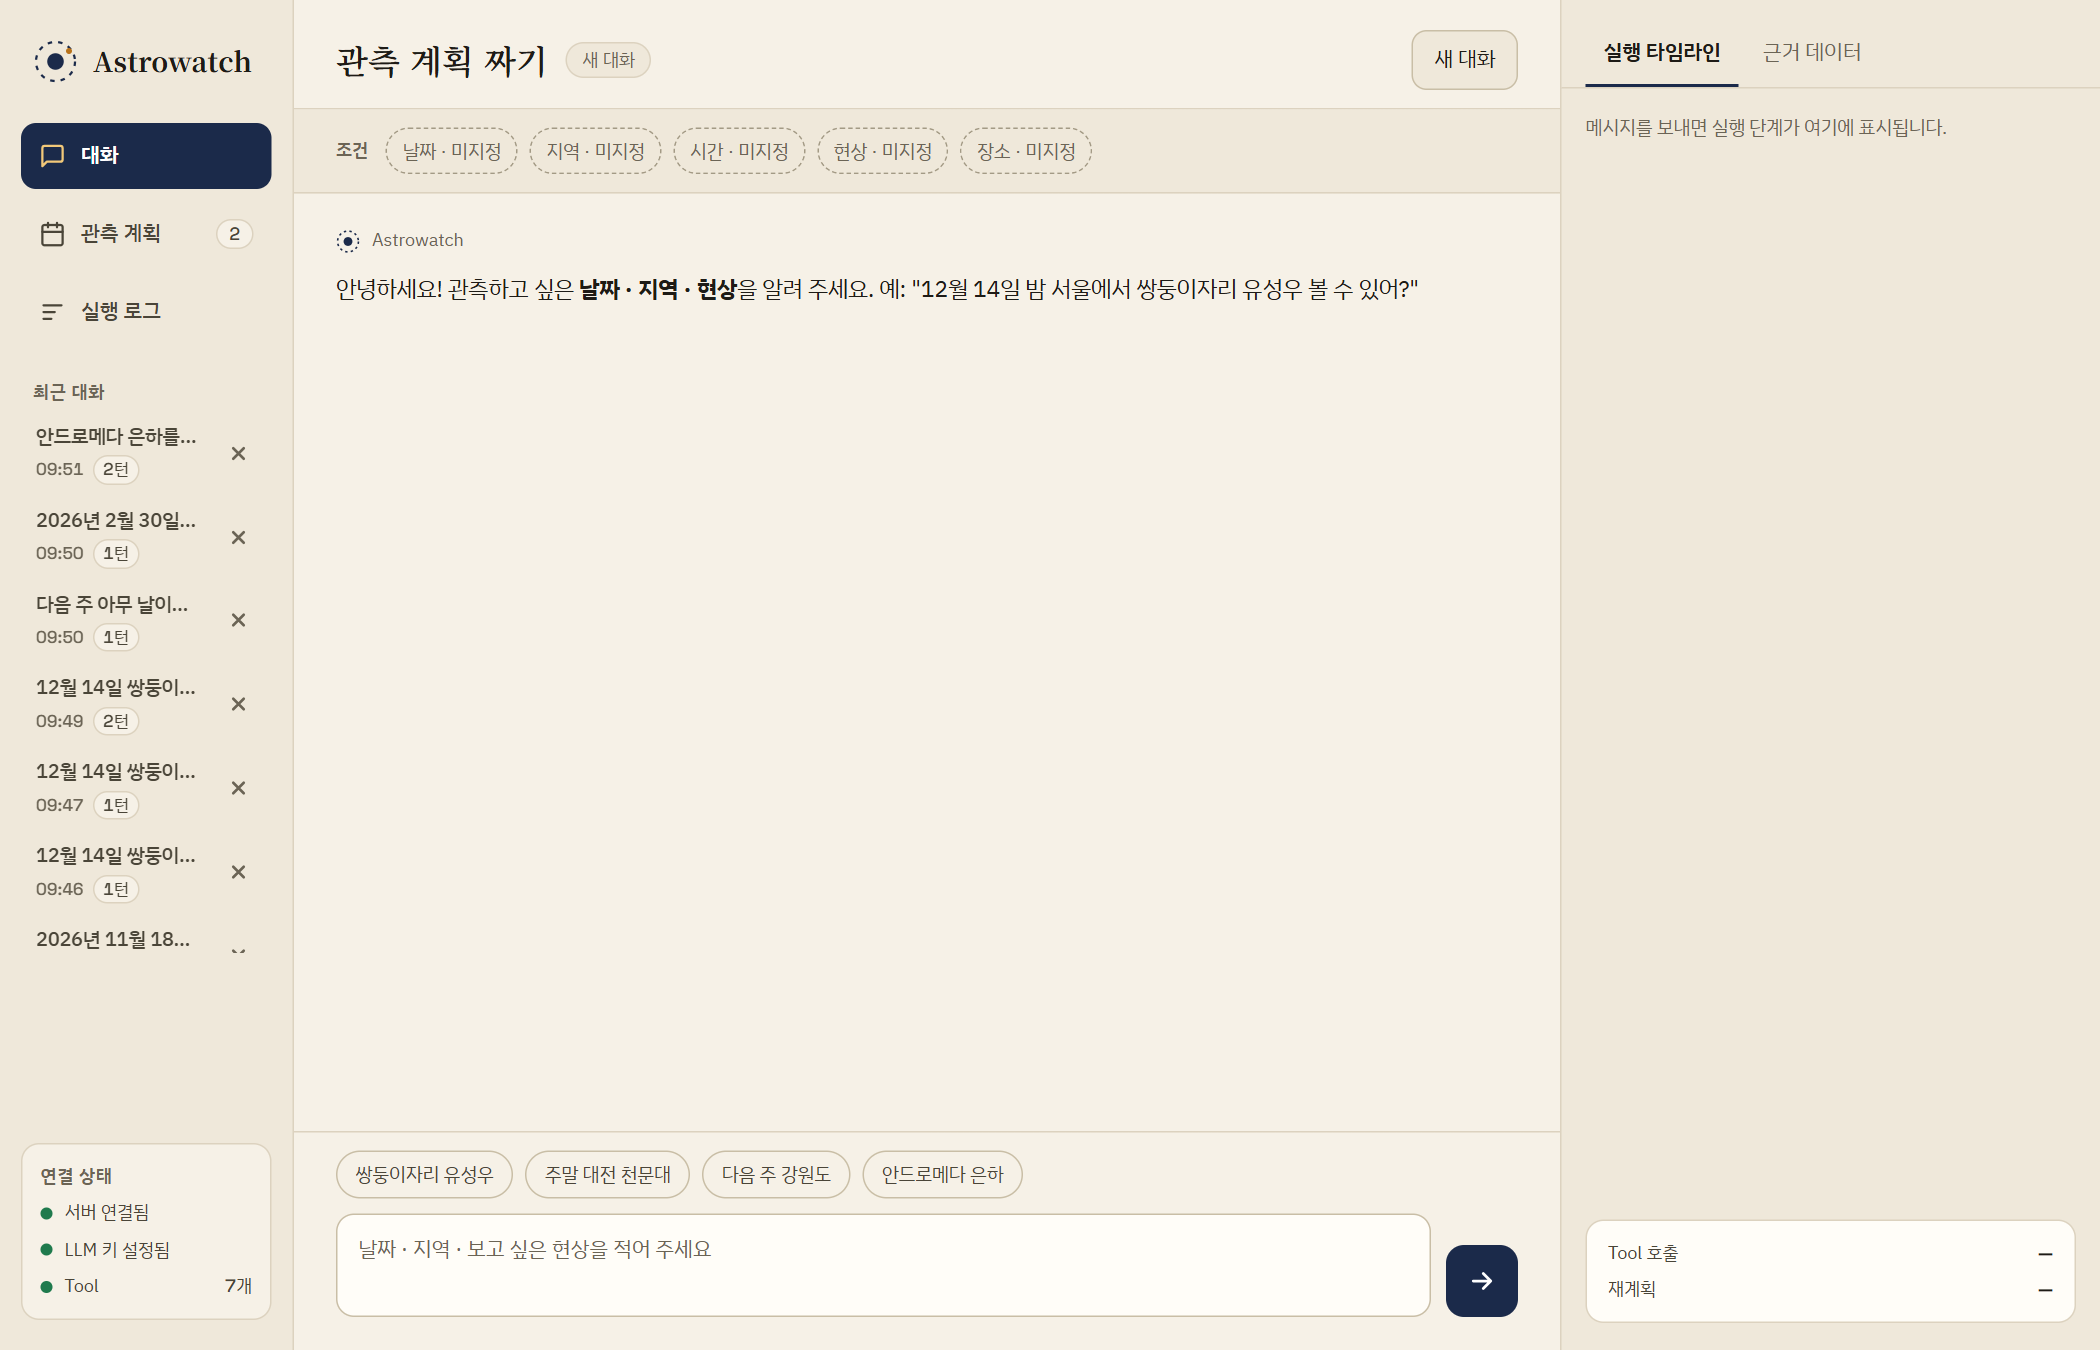 Astrowatch
대화
관측 계획 2
실행 로그
최근 대화
안드로메다 은하를...
09:51 2턴
2026년 2월 30일...
09:50 1턴
다음 주 아무 날이...
09:50 1턴
12월 14일 쌍둥이...
09:49 2턴
12월 14일 쌍둥이...
09:47 1턴
12월 14일 쌍둥이...
09:46 1턴
2026년 11월 18...
연결 상태
서버 연결됨
LLM 키 설정됨
Tool 7개
관측 계획 짜기 새 대화
새 대화
조건 날짜 · 미지정 지역 · 미지정 시간 · 미지정 현상 · 미지정 장소 · 미지정
Astrowatch
안녕하세요! 관측하고 싶은 날짜 · 지역 · 현상을 알려 주세요. 예: "12월 14일 밤 서울에서 쌍둥이자리 유성우 볼 수 있어?"
쌍둥이자리 유성우 주말 대전 천문대 다음 주 강원도 안드로메다 은하
날짜 · 지역 · 보고 싶은 현상을 적어 주세요
실행 타임라인 근거 데이터
메시지를 보내면 실행 단계가 여기에 표시됩니다.
Tool 호출 –
재계획 –